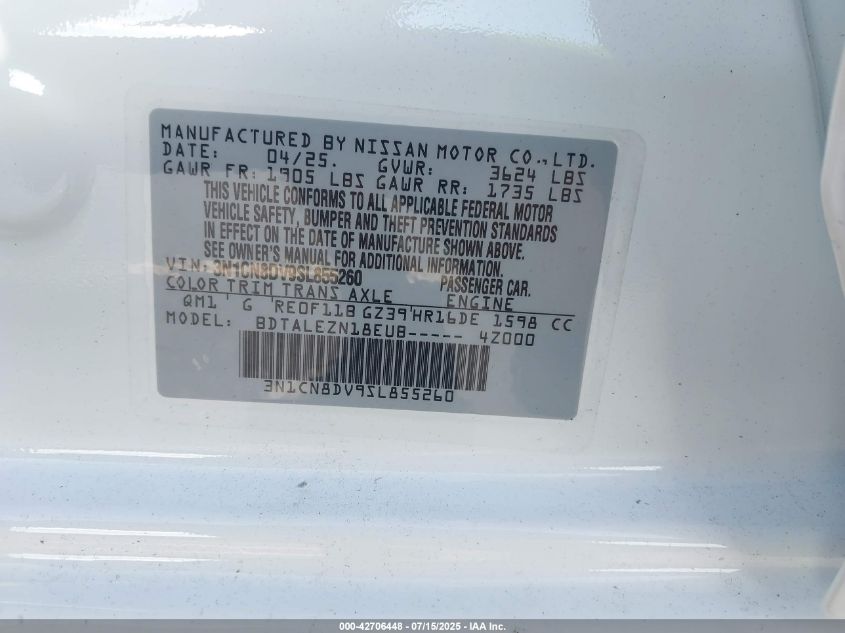 MANUFACTURED BY NISSAN MOTOR CO., LTD.
DATE: 04/25. GVWR: 3624 LBS
GAWR FR: 1905 LBS GAWR RR: 1735 LBS
THIS VEHICLE CONFORMS TO ALL APPLICABLE FEDERAL MOTOR
VEHICLE SAFETY, BUMPER AND THEFT PREVENTION STANDARDS
IN EFFECT ON THE DATE OF MANUFACTURE SHOWN ABOVE.
SEE OWNER'S MANUAL FOR ADDITIONAL INFORMATION.
VIN: 3N1CN8DV9SL855260 PASSENGER CAR.
COLOR TRIM TRANS AXLE ENGINE
QM1 ' G 'RE0F11B GZ39'HR16DE 1598 CC
MODEL: BDTALEZN18EUB----- 4Z000
3N1CN8DV9SL855260
000-42706448 - 07/15/2025 - IAA Inc.